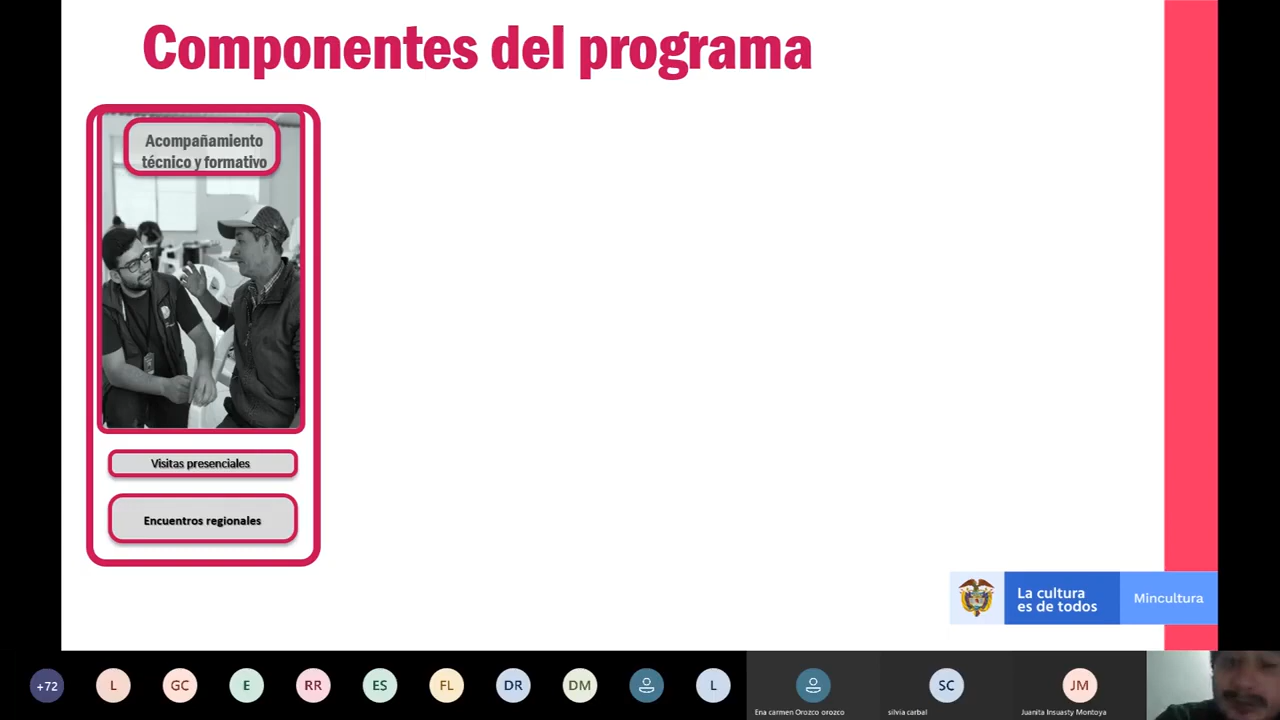 Componentes del programa
Acompañamiento
técnico y formativo
Visitas presenciales
Encuentros regionales
La cultura
es de todos
Mincultura
+72
L
GC
E
RR
ES
FL
DR
DM
L
SC
JM
Ena carmen Orozco orozco
silvia carbal
Juanita Insuasty Montoya